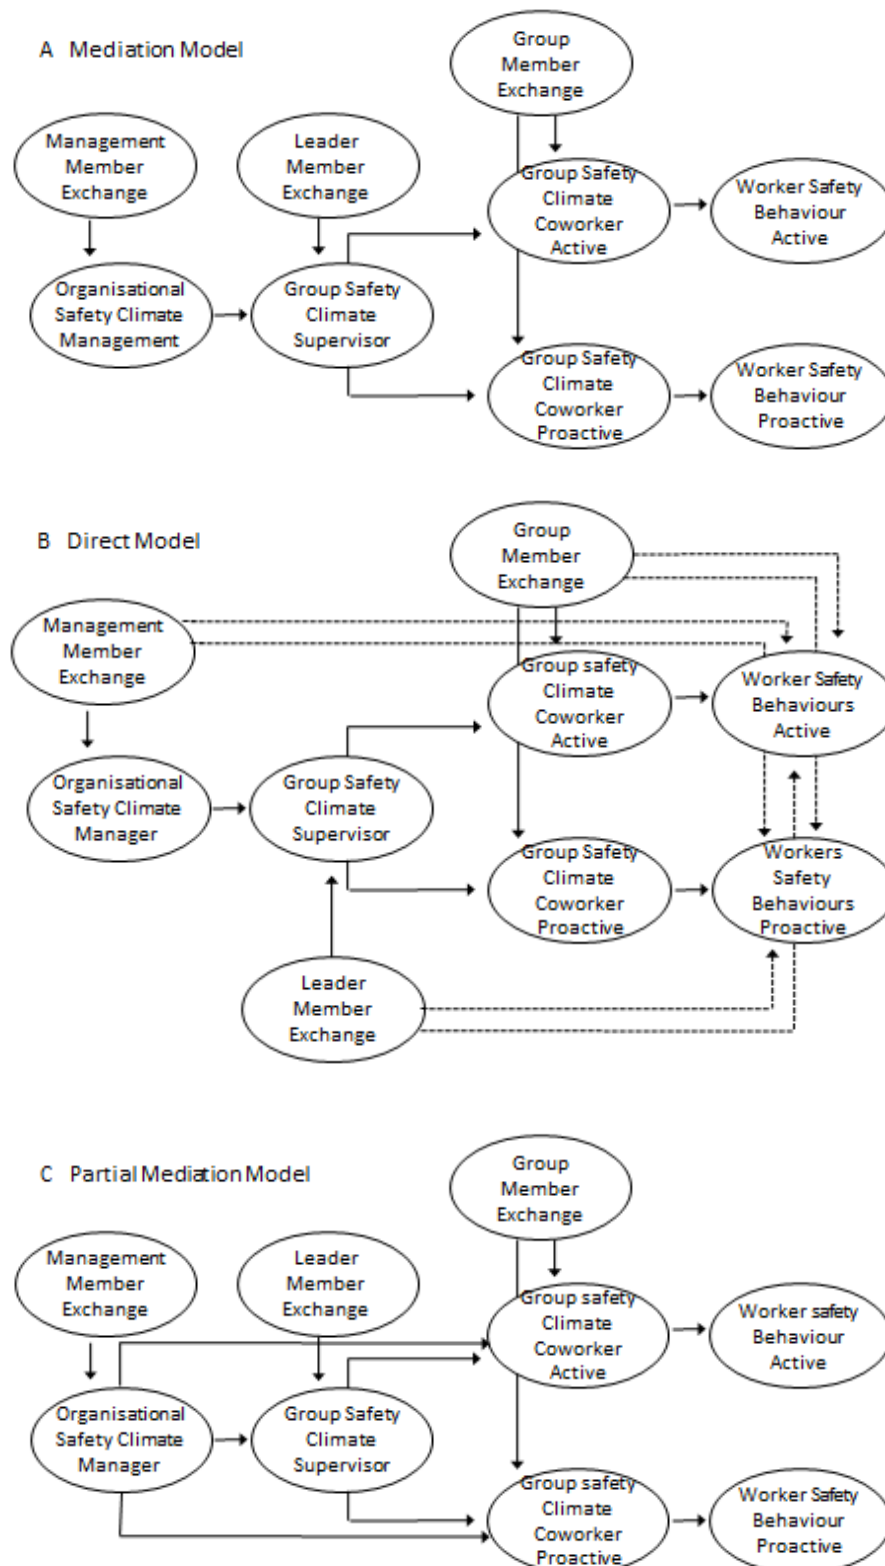 A Mediation Model
Group
Member
Exchange
Management
Member
Exchange
Leader
Member
Exchange
Group Safety
Climate
Coworker
Active
Worker Safety
Behaviour
Active
Organisational
Safety Climate
Management
Group Safety
Climate
Supervisor
Group Safety
Climate
Coworker
Proactive
Worker Safety
Behaviour
Proactive
B Direct Model
Group
Member
Exchange
Management
Member
Exchange
Group safety
Climate
Coworker
Active
Worker Safety
Behaviours
Active
Organisational
Safety Climate
Manager
Group Safety
Climate
Supervisor
Group Safety
Climate
Coworker
Proactive
Workers
Safety
Behaviours
Proactive
Leader
Member
Exchange
C Partial Mediation Model
Group
Member
Exchange
Management
Member
Exchange
Leader
Member
Exchange
Group safety
Climate
Coworker
Active
Worker safety
Behaviour
Active
Organisational
Safety Climate
Manager
Group Safety
Climate
Supervisor
Group safety
Climate
Coworker
Proactive
Worker Safety
Behaviour
Proactive